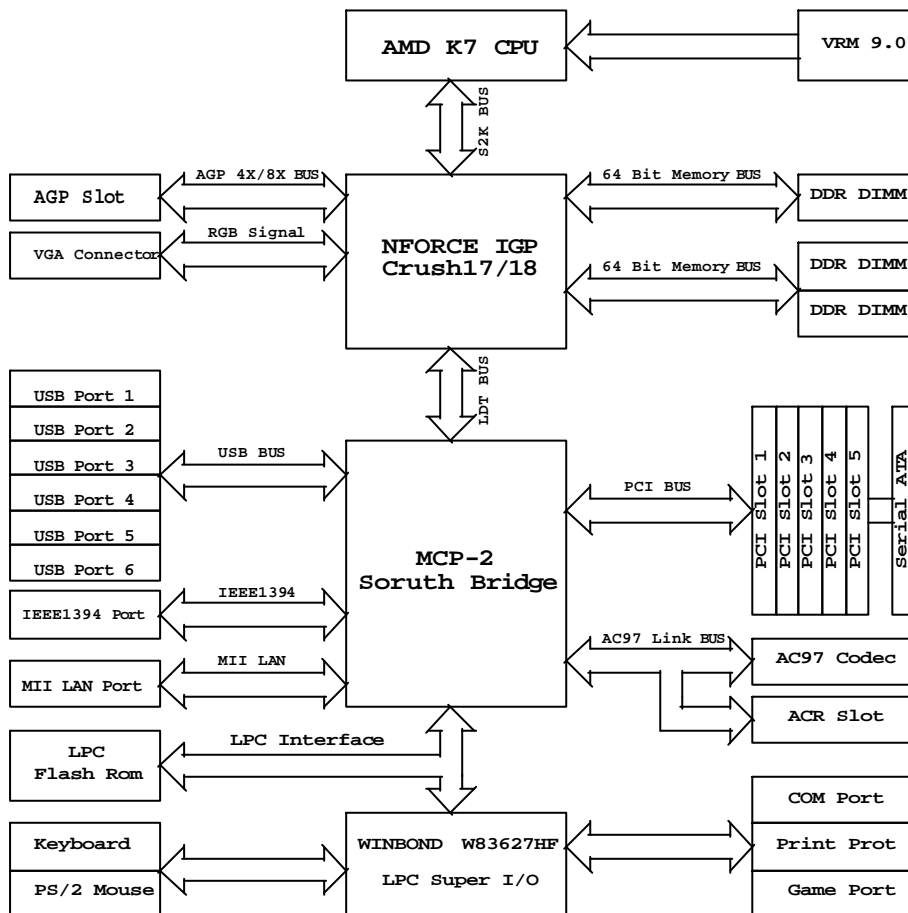 AMD K7 CPU
VRM 9.0
S2K BUS
AGP Slot
AGP 4X/8X BUS
VGA Connector
RGB Signal
NFORCE IGP
Crush17/18
64 Bit Memory BUS
DDR DIMM
64 Bit Memory BUS
DDR DIMM
DDR DIMM
LDT BUS
USB Port 1
USB Port 2
USB Port 3
USB Port 4
USB Port 5
USB Port 6
USB BUS
MCP-2
Soruth Bridge
PCI BUS
PCI Slot 1
PCI Slot 2
PCI Slot 3
PCI Slot 4
PCI Slot 5
Serial ATA
IEEE1394 Port
IEEE1394
MII LAN Port
MII LAN
AC97 Link BUS
AC97 Codec
ACR Slot
LPC
Flash Rom
LPC Interface
Keyboard
PS/2 Mouse
WINBOND W83627HF
LPC Super I/O
COM Port
Print Prot
Game Port